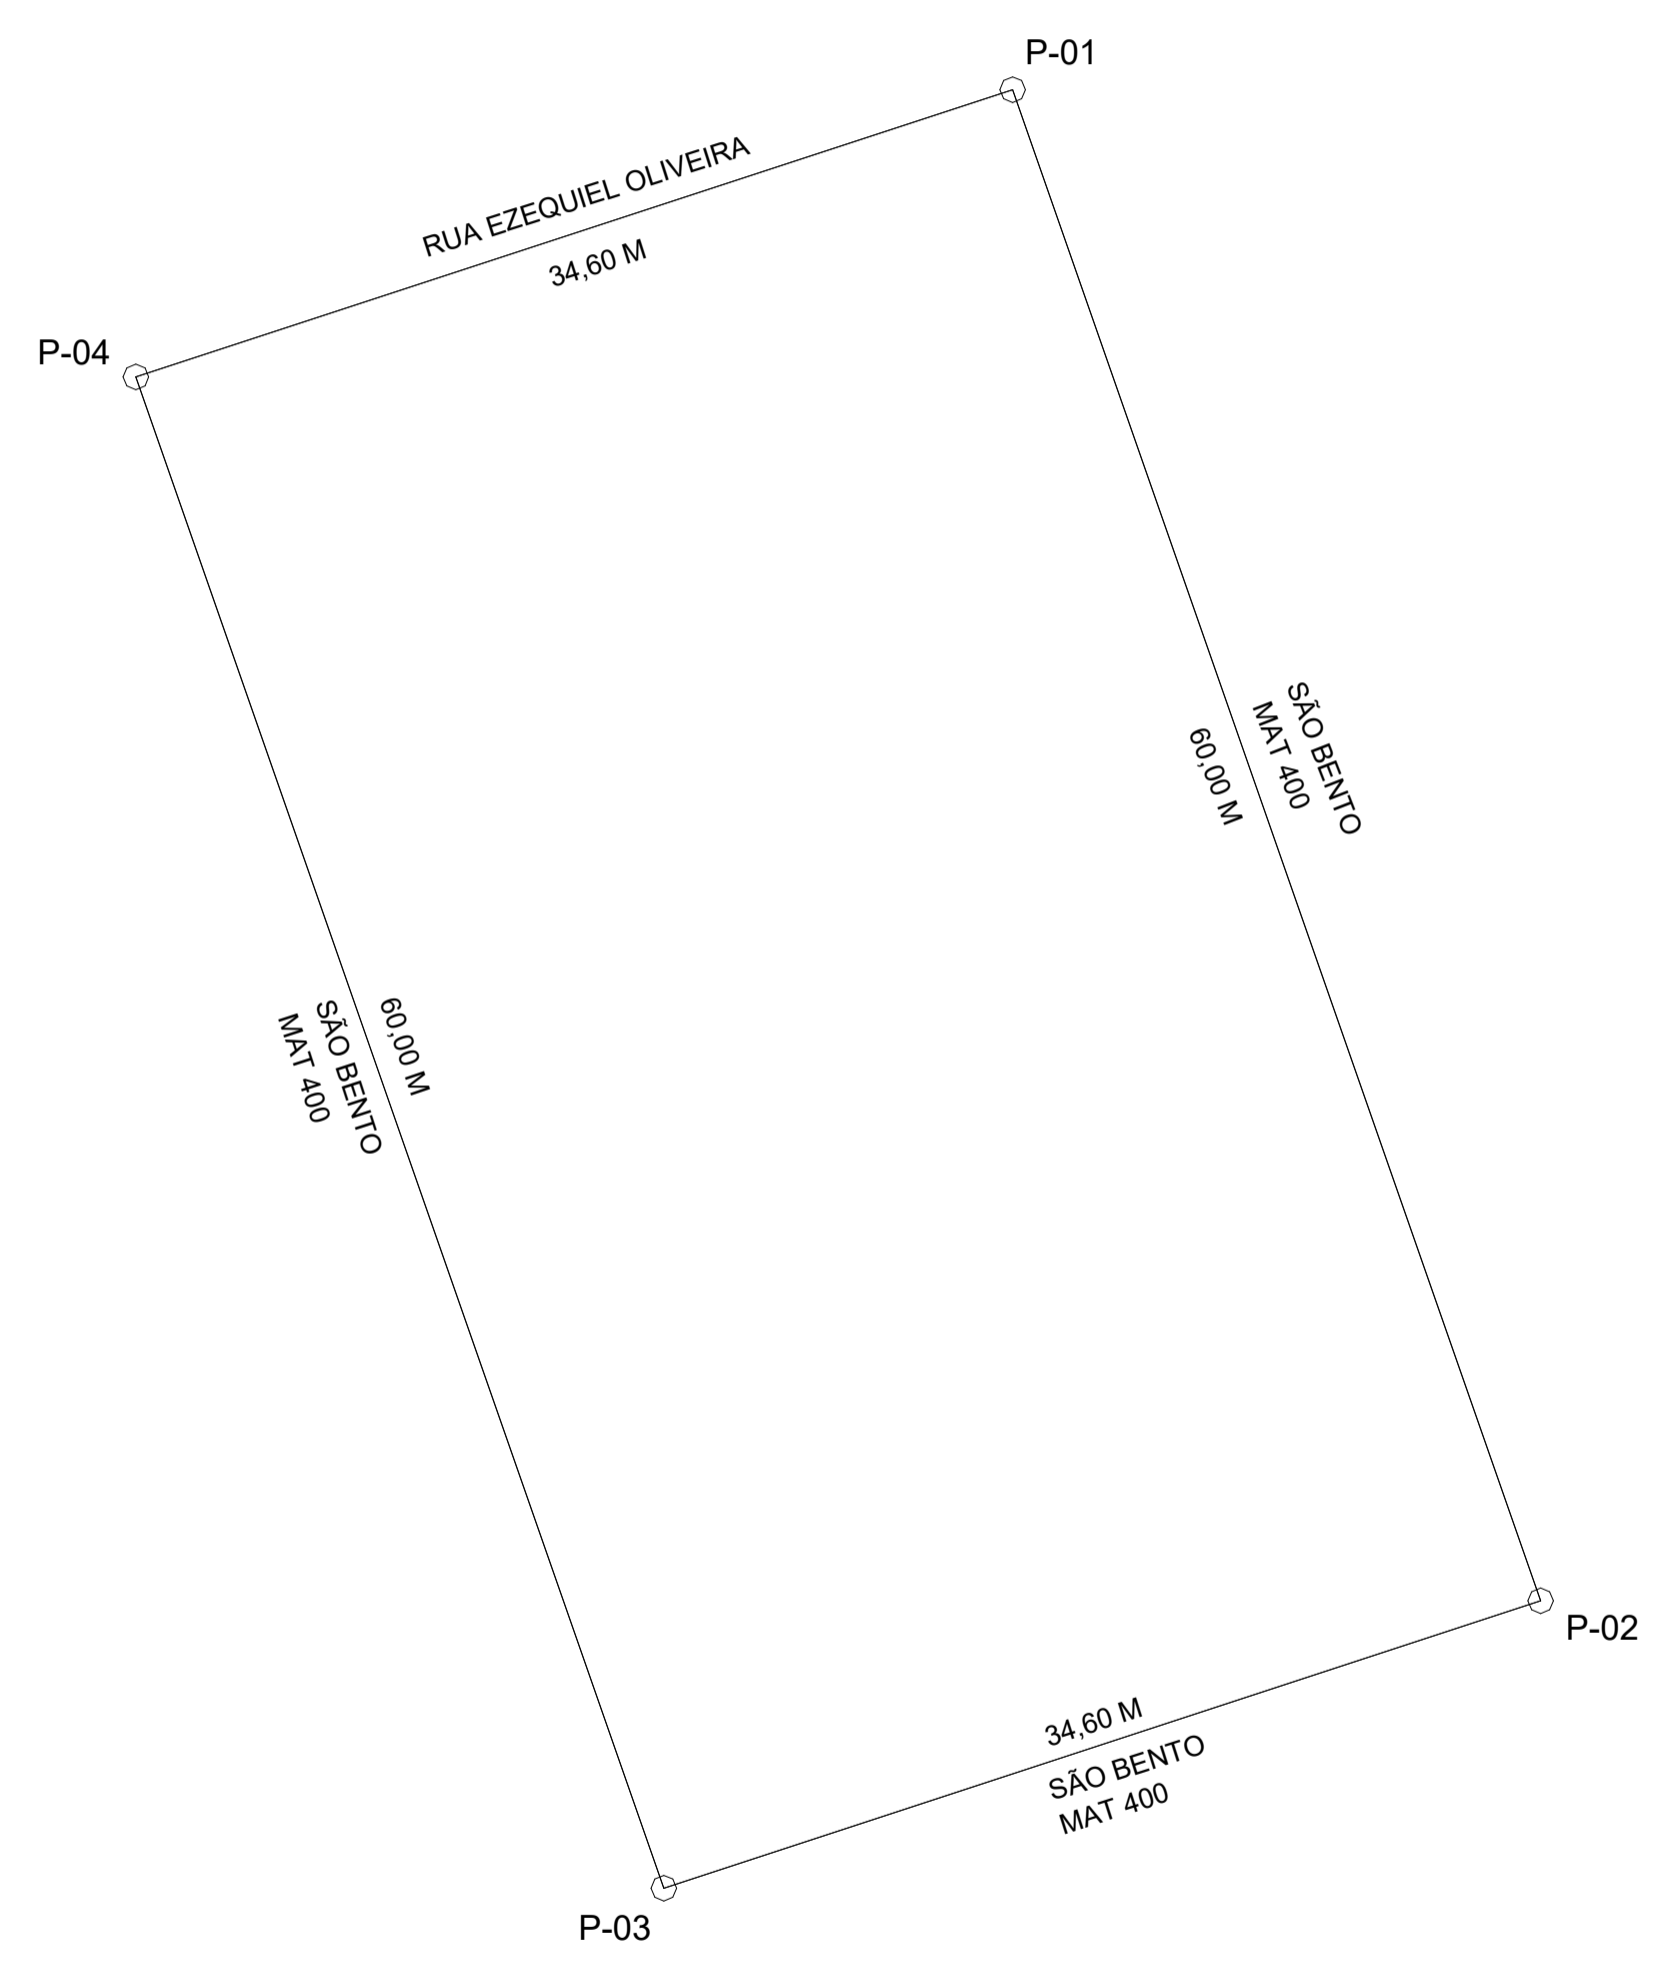 P-01
RUA EZEQUIEL OLIVEIRA
34,60 M
P-04
SÃO BENTO
MAT 400
60,00 M
60,00 M
SÃO BENTO
MAT 400
P-02
34,60 M
SÃO BENTO
MAT 400
P-03